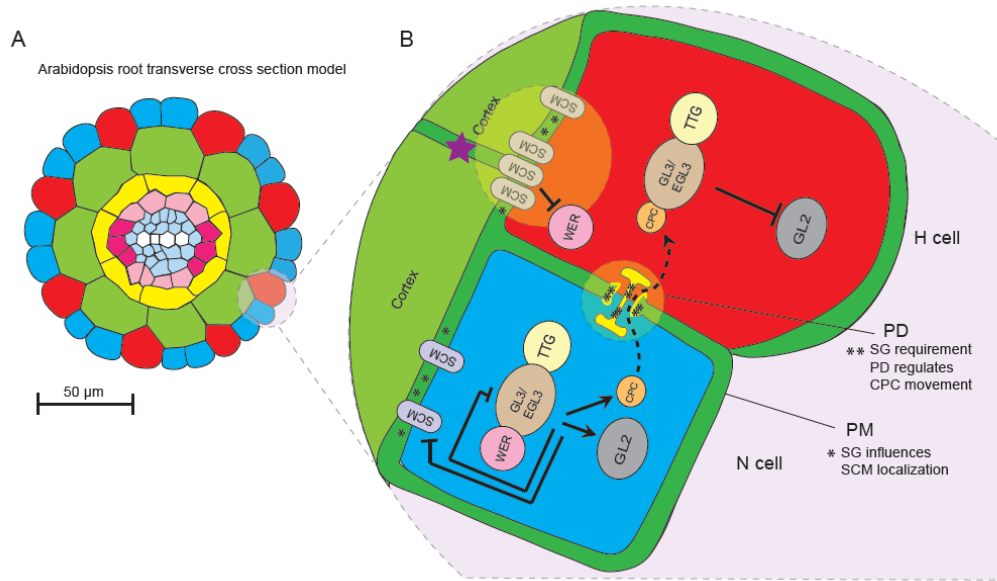 A
Arabidopsis root transverse cross section model
50 µm
B
Cortex
SCM
SCM
SCM
SCM
WER
TTG
GL3/
EGL3
CPC
GL2
H cell
Cortex
SCM
SCM
TTG
GL3/
EGL3
WER
CPC
GL2
N cell
PD
** SG requirement
PD regulates
CPC movement
PM
* SG influences
SCM localization